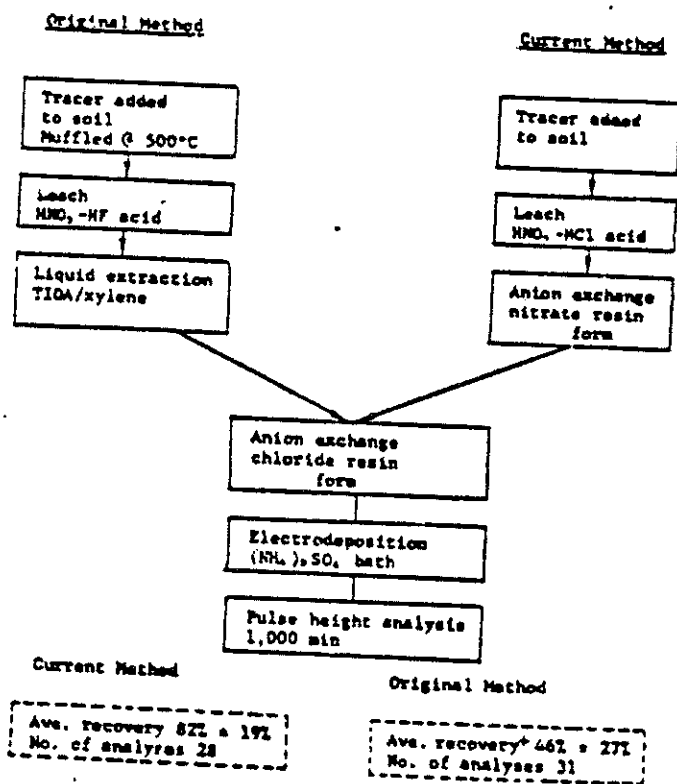 Original Method
Tracer added
to soil
Muffled @ 500°C
Leach
HNO₃-HF acid
Liquid extraction
TIOA/xylene
Current Method
Tracer added
to soil
Leach
HNO₃-HCl acid
Anion exchange
nitrate resin
form
Anion exchange
chloride resin
form
Electrodeposition
(NH₄)₂SO₄ bath
Pulse height analysis
1,000 min
Current Method
Ave. recovery 82% ± 19%
No. of analyses 28
Original Method
Ave. recovery 46% ± 27%
No. of analyses 31